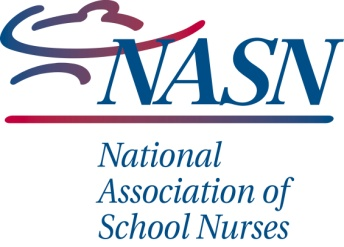 NASN
National
Association of
School Nurses